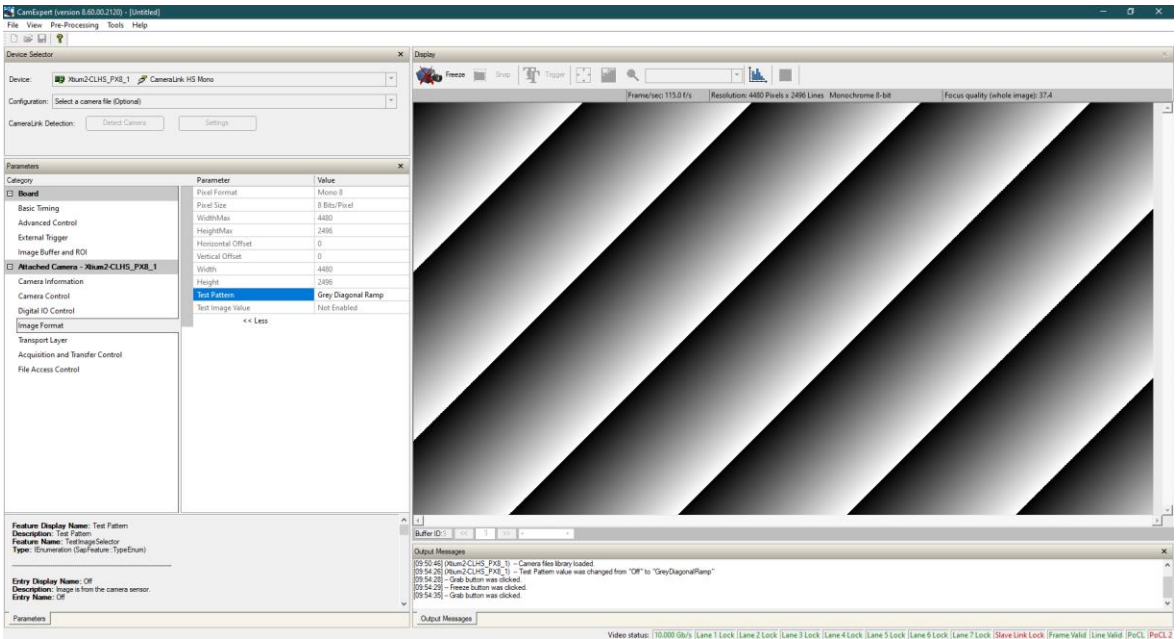 CamExpert (version 8.60.00.2120) - [Untitled]
File View Pre-Processing Tools Help
Device Selector
Device: Xtium2-CLHS_PX8_1 CameraLink HS Mono
Configuration: Select a camera file (Optional)
CameraLink Detection: Detect Camera Settings
Parameters
Category
Board
Basic Timing
Advanced Control
External Trigger
Image Buffer and ROI
Attached Camera - Xtium2-CLHS_PX8_1
Camera Information
Camera Control
Digital IO Control
Image Format
Transport Layer
Acquisition and Transfer Control
File Access Control
Parameter Value
Pixel Format Mono 8
Pixel Size 8 Bits/Pixel
WidthMax 4480
HeightMax 2496
Horizontal Offset 0
Vertical Offset 0
Width 4480
Height 2496
Test Pattern Grey Diagonal Ramp
Test Image Value Not Enabled
<< Less
Feature Display Name: Test Pattern
Description: Test Pattern
Feature Name: TestImageSelector
Type: IEnumeration (SapFeature::TypeEnum)
Entry Display Name: Off
Description: Image is from the camera sensor.
Entry Name: Off
Parameters
Display
Freeze Snap Trigger
Frame/sec: 115.0 f/s Resolution: 4480 Pixels x 2496 Lines Monochrome 8-bit Focus quality (whole image): 37.4
Buffer ID:
Output Messages
[09:50:46] (Xtium2-CLHS_PX8_1) -- Camera files library loaded.
[09:54:26] (Xtium2-CLHS_PX8_1) -- Test Pattern value was changed from "Off" to "GreyDiagonalRamp"
[09:54:28] -- Grab button was clicked.
[09:54:29] -- Freeze button was clicked.
[09:54:35] -- Grab button was clicked.
Output Messages
Video status: 10.000 Gb/s Lane 1 Lock Lane 2 Lock Lane 3 Lock Lane 4 Lock Lane 5 Lock Lane 6 Lock Lane 7 Lock Slave Link Lock Frame Valid Line Valid PoCL PoCL 2